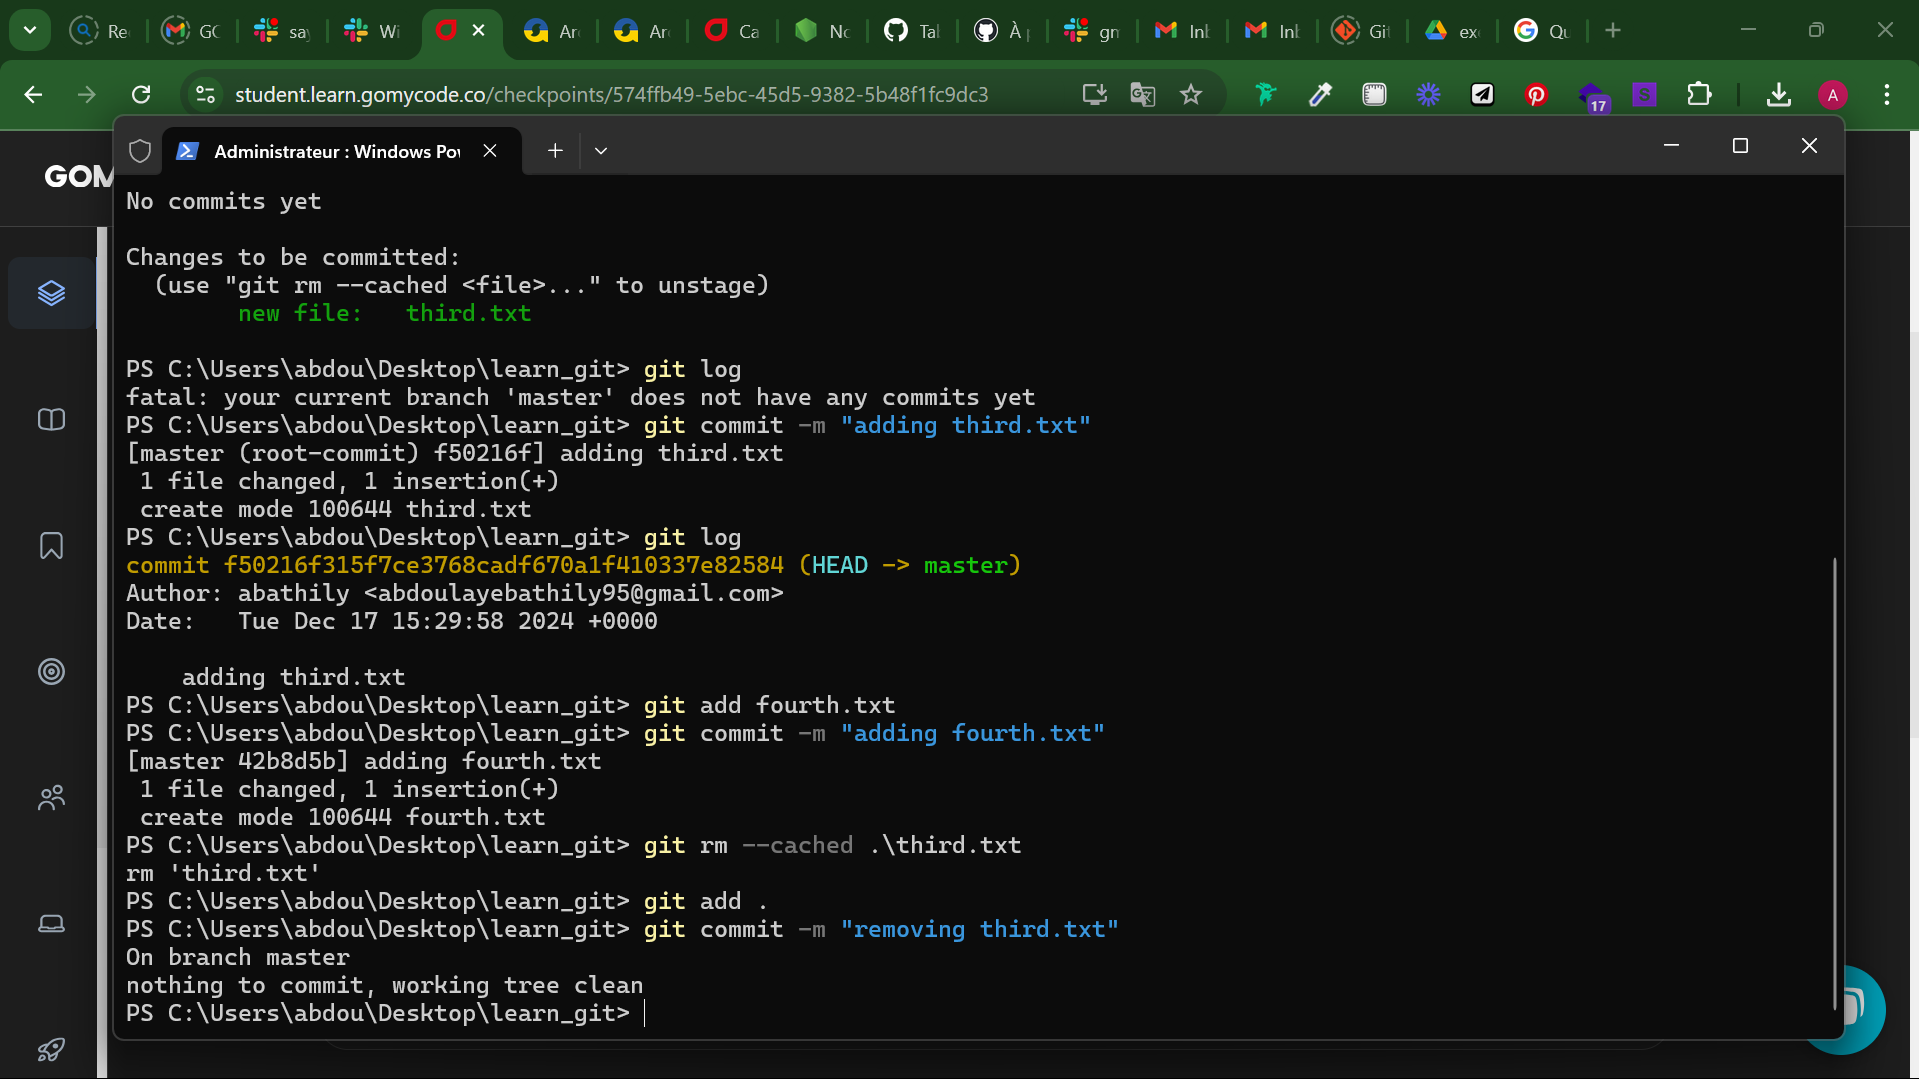 Re
GC
say
Wi
Ar
Ar
Ca
No
Tal
À p
gn
Inb
Inb
Git
exe
Qu
student.learn.gomycode.co/checkpoints/574ffb49-5ebc-45d5-9382-5b48f1fc9dc3
17
S
A
GOM
Administrateur : Windows Pow
No commits yet
Changes to be committed:
(use "git rm --cached <file>..." to unstage)
new file:   third.txt
PS C:\Users\abdou\Desktop\learn_git> git log
fatal: your current branch 'master' does not have any commits yet
PS C:\Users\abdou\Desktop\learn_git> git commit -m "adding third.txt"
[master (root-commit) f50216f] adding third.txt
1 file changed, 1 insertion(+)
create mode 100644 third.txt
PS C:\Users\abdou\Desktop\learn_git> git log
commit f50216f315f7ce3768cadf670a1f410337e82584 (HEAD -> master)
Author: abathily <abdoulayebathily95@gmail.com>
Date:   Tue Dec 17 15:29:58 2024 +0000
adding third.txt
PS C:\Users\abdou\Desktop\learn_git> git add fourth.txt
PS C:\Users\abdou\Desktop\learn_git> git commit -m "adding fourth.txt"
[master 42b8d5b] adding fourth.txt
1 file changed, 1 insertion(+)
create mode 100644 fourth.txt
PS C:\Users\abdou\Desktop\learn_git> git rm --cached .\third.txt
rm 'third.txt'
PS C:\Users\abdou\Desktop\learn_git> git add .
PS C:\Users\abdou\Desktop\learn_git> git commit -m "removing third.txt"
On branch master
nothing to commit, working tree clean
PS C:\Users\abdou\Desktop\learn_git>